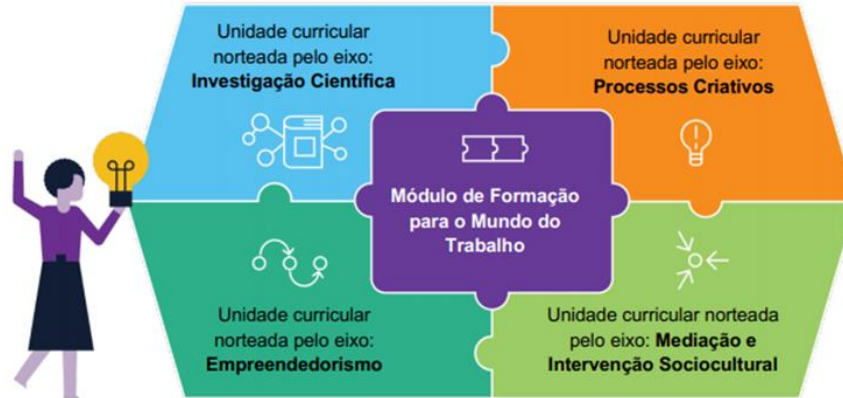 Unidade curricular
norteada pelo eixo:
Investigação Científica
Unidade curricular
norteada pelo eixo:
Processos Criativos
Módulo de Formação
para o Mundo do
Trabalho
Unidade curricular
norteada pelo eixo:
Empreendedorismo
Unidade curricular norteada
pelo eixo: Mediação e
Intervenção Sociocultural